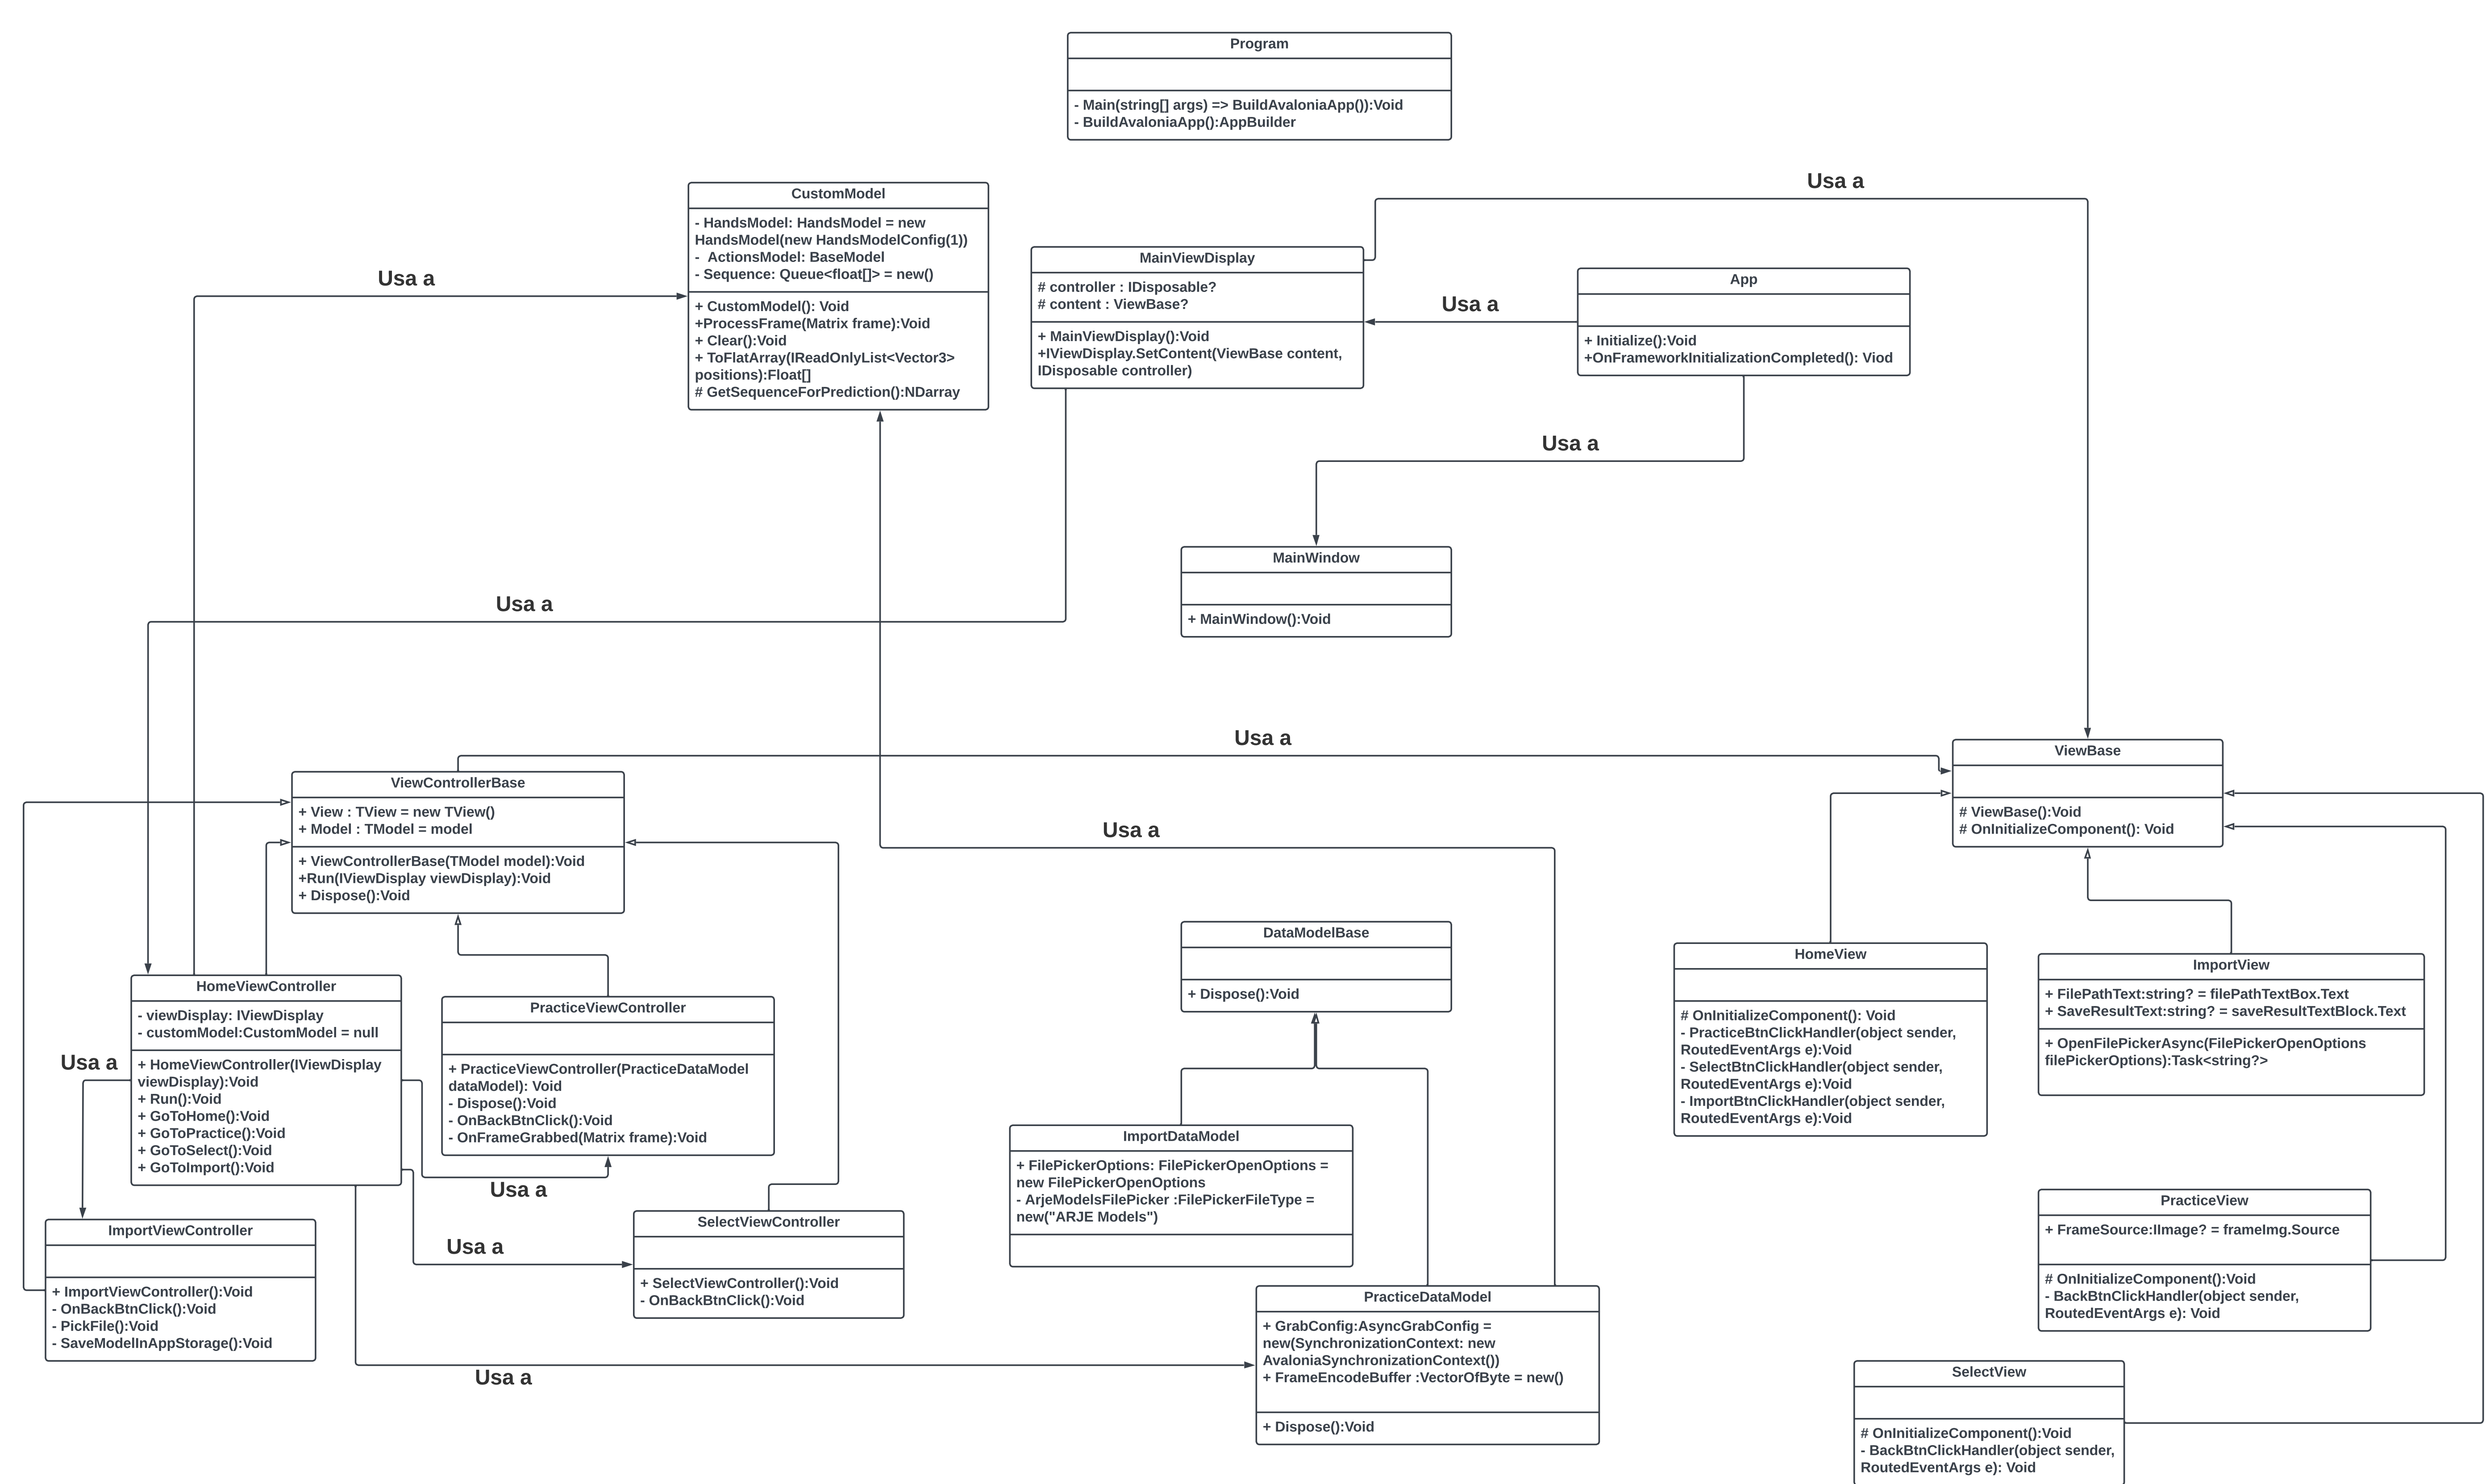 Program
- Main(string[] args) => BuildAvaloniaApp()):Void
- BuildAvaloniaApp():AppBuilder
CustomModel
- HandsModel: HandsModel = new
HandsModel(new HandsModelConfig(1))
-  ActionsModel: BaseModel
- Sequence: Queue<float[]> = new()
+ CustomModel(): Void
+ProcessFrame(Matrix frame):Void
+ Clear():Void
+ ToFlatArray(IReadOnlyList<Vector3>
positions):Float[]
# GetSequenceForPrediction():NDarray
Usa a
MainViewDisplay
# controller : IDisposable?
# content : ViewBase?
+ MainViewDisplay():Void
+IViewDisplay.SetContent(ViewBase content,
IDisposable controller)
Usa a
App
+ Initialize():Void
+OnFrameworkInitializationCompleted(): Viod
Usa a
Usa a
Usa a
MainWindow
+ MainWindow():Void
Usa a
Usa a
ViewBase
# ViewBase():Void
# OnInitializeComponent(): Void
ViewControllerBase
+ View : TView = new TView()
+ Model : TModel = model
+ ViewControllerBase(TModel model):Void
+Run(IViewDisplay viewDisplay):Void
+ Dispose():Void
Usa a
DataModelBase
+ Dispose():Void
HomeView
# OnInitializeComponent(): Void
- PracticeBtnClickHandler(object sender,
RoutedEventArgs e):Void
- SelectBtnClickHandler(object sender,
RoutedEventArgs e):Void
- ImportBtnClickHandler(object sender,
RoutedEventArgs e):Void
ImportView
+ FilePathText:string? = filePathTextBox.Text
+ SaveResultText:string? = saveResultTextBlock.Text
+ OpenFilePickerAsync(FilePickerOpenOptions
filePickerOptions):Task<string?>
HomeViewController
- viewDisplay: IViewDisplay
- customModel:CustomModel = null
+ HomeViewController(IViewDisplay
viewDisplay):Void
+ Run():Void
+ GoToHome():Void
+ GoToPractice():Void
+ GoToSelect():Void
+ GoToImport():Void
PracticeViewController
+ PracticeViewController(PracticeDataModel
dataModel): Void
- Dispose():Void
- OnBackBtnClick():Void
- OnFrameGrabbed(Matrix frame):Void
Usa a
Usa a
ImportDataModel
+ FilePickerOptions: FilePickerOpenOptions =
new FilePickerOpenOptions
- ArjeModelsFilePicker :FilePickerFileType =
new("ARJE Models")
PracticeView
+ FrameSource:IImage? = frameImg.Source
# OnInitializeComponent():Void
- BackBtnClickHandler(object sender,
RoutedEventArgs e): Void
ImportViewController
+ ImportViewController():Void
- OnBackBtnClick():Void
- PickFile():Void
- SaveModelInAppStorage():Void
Usa a
SelectViewController
+ SelectViewController():Void
- OnBackBtnClick():Void
PracticeDataModel
+ GrabConfig:AsyncGrabConfig =
new(SynchronizationContext: new
AvaloniaSynchronizationContext())
+ FrameEncodeBuffer :VectorOfByte = new()
+ Dispose():Void
Usa a
SelectView
# OnInitializeComponent():Void
- BackBtnClickHandler(object sender,
RoutedEventArgs e): Void